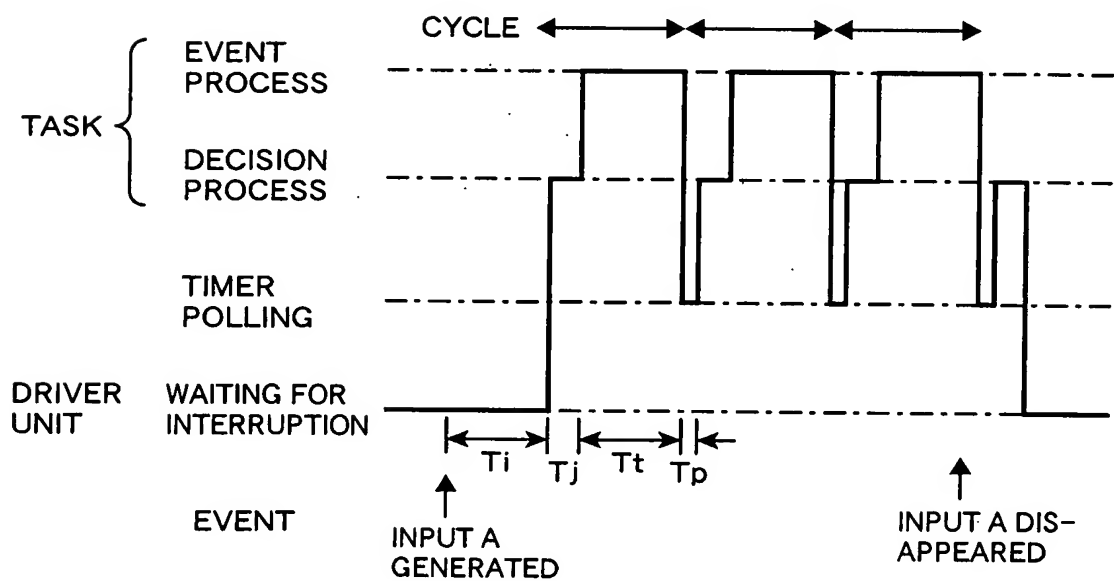 CYCLE
EVENT
PROCESS
TASK
DECISION
PROCESS
TIMER
POLLING
DRIVER
UNIT
WAITING FOR
INTERRUPTION
Ti
Tj
Tt
Tp
EVENT
INPUT A
GENERATED
INPUT A DIS-
APPEARED